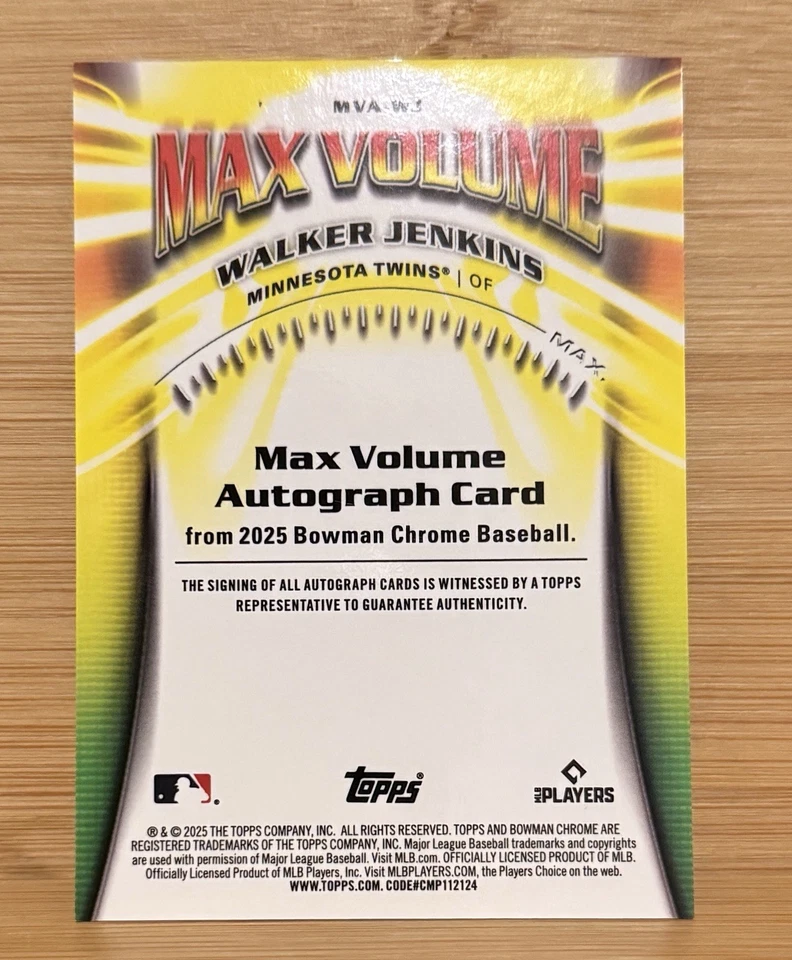 MVA-WJ
MAX VOLUME
WALKER JENKINS
MINNESOTA TWINS® | OF
MAX.
Max Volume
Autograph Card
from 2025 Bowman Chrome Baseball.
THE SIGNING OF ALL AUTOGRAPH CARDS IS WITNESSED BY A TOPPS
REPRESENTATIVE TO GUARANTEE AUTHENTICITY.
topps®
MLB PLAYERS
® & © 2025 THE TOPPS COMPANY, INC. ALL RIGHTS RESERVED. TOPPS AND BOWMAN CHROME ARE
REGISTERED TRADEMARKS OF THE TOPPS COMPANY, INC. Major League Baseball trademarks and copyrights
are used with permission of Major League Baseball. Visit MLB.com. OFFICIALLY LICENSED PRODUCT OF MLB.
Officially Licensed Product of MLB Players, Inc. Visit MLBPLAYERS.COM, the Players Choice on the web.
WWW.TOPPS.COM. CODE#CMP112124